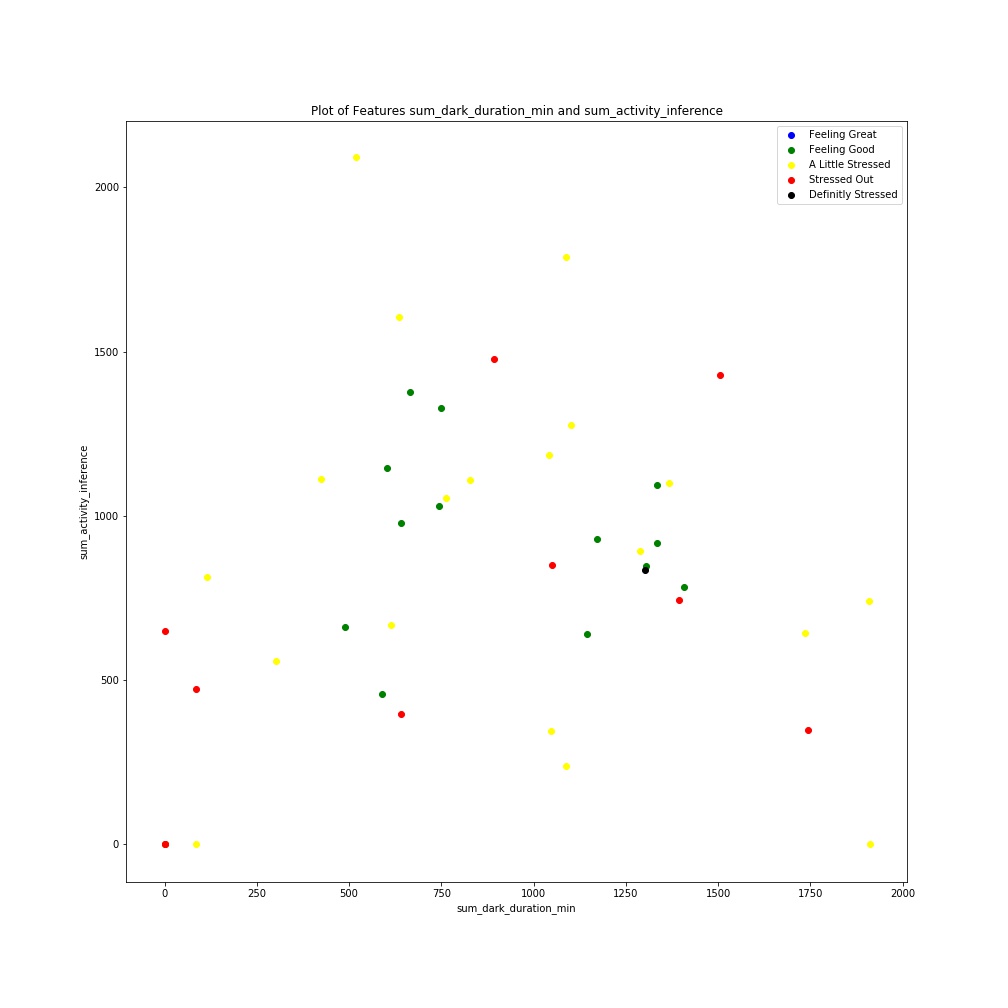 Plot of Features sum_dark_duration_min and sum_activity_inference
Feeling Great
Feeling Good
A Little Stressed
Stressed Out
Definitly Stressed
2000
1500
1000
500
0
sum_activity_inference
0
250
500
750
1000
1250
1500
1750
2000
sum_dark_duration_min